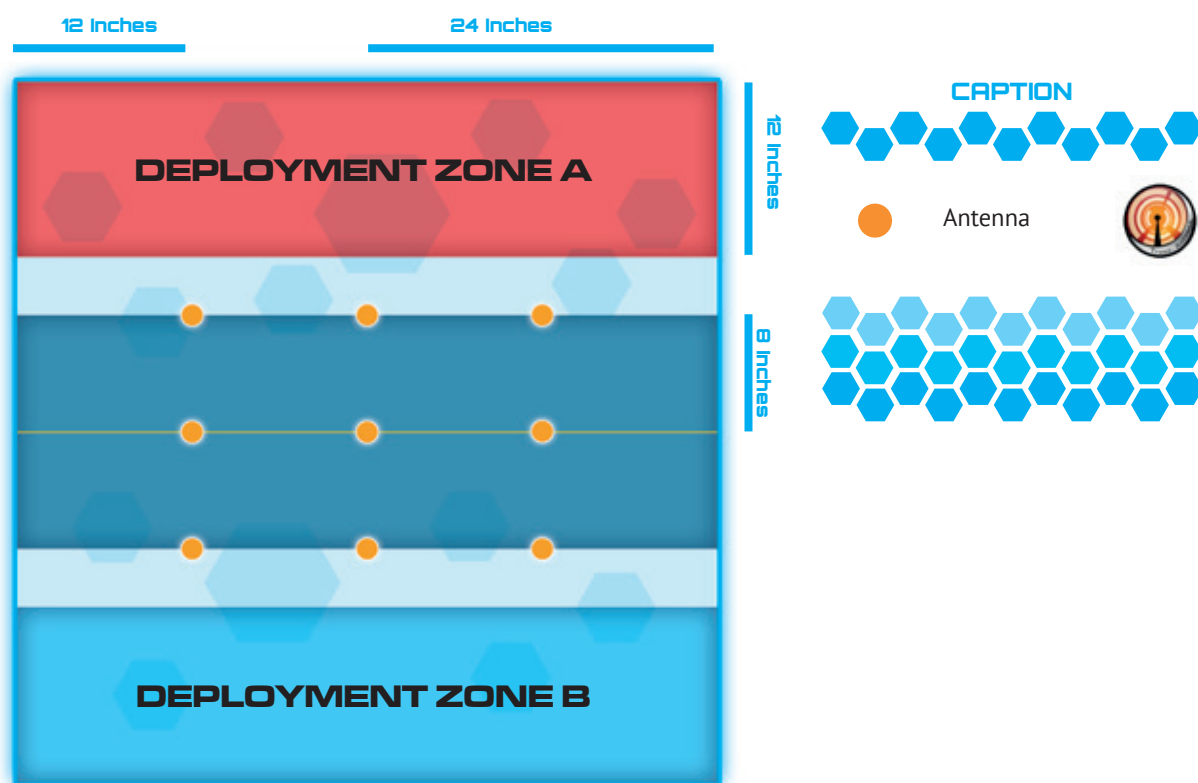 12 Inches
24 Inches
DEPLOYMENT ZONE A
12 Inches
8 Inches
DEPLOYMENT ZONE B
CAPTION
Antenna